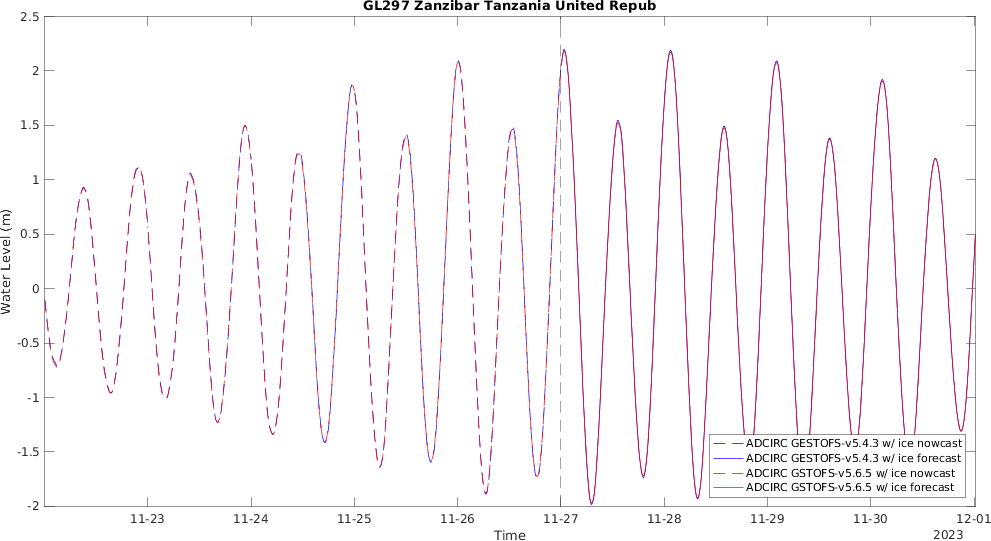 GL297 Zanzibar Tanzania United Repub
2.5
2
1.5
1
0.5
0
-0.5
-1
-1.5
-2
Water Level (m)
ADCIRC GESTOFS-v5.4.3 w/ ice nowcast
ADCIRC GESTOFS-v5.4.3 w/ ice forecast
ADCIRC GSTOFS-v5.6.5 w/ ice nowcast
ADCIRC GSTOFS-v5.6.5 w/ ice forecast
11-23 11-24 11-25 11-26 11-27 11-28 11-29 11-30 12-01
Time
2023